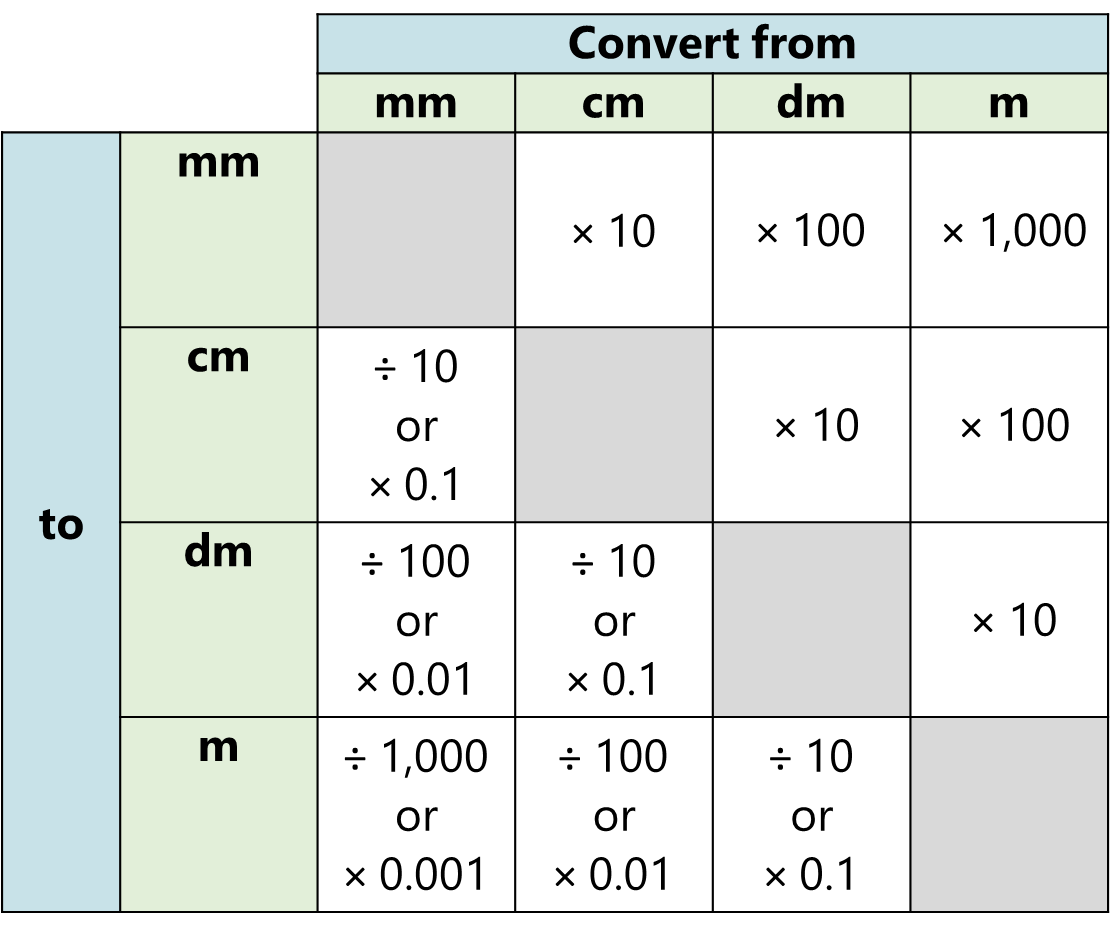 Convert from
mm cm dm m
mm
× 10 × 100 × 1,000
cm
÷ 10
or
× 0.1
× 10 × 100
to
dm
÷ 100
or
× 0.01
÷ 10
or
× 0.1
× 10
m
÷ 1,000
or
× 0.001
÷ 100
or
× 0.01
÷ 10
or
× 0.1